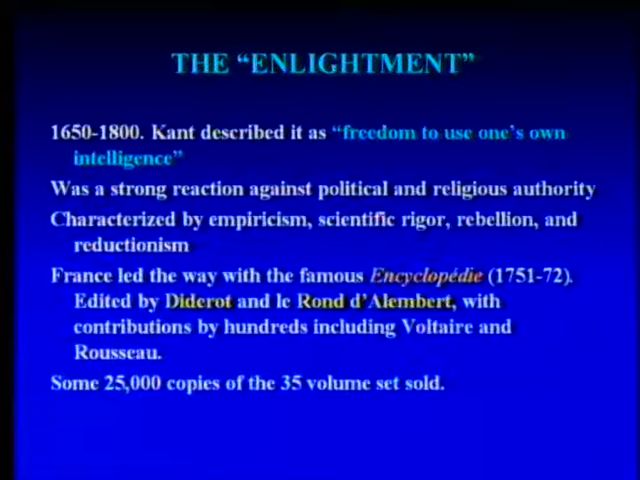 THE “ENLIGHTMENT”
1650-1800. Kant described it as “freedom to use one’s own
intelligence”
Was a strong reaction against political and religious authority
Characterized by empiricism, scientific rigor, rebellion, and
reductionism
France led the way with the famous Encyclopédie (1751-72).
Edited by Diderot and le Rond d’Alembert, with
contributions by hundreds including Voltaire and
Rousseau.
Some 25,000 copies of the 35 volume set sold.